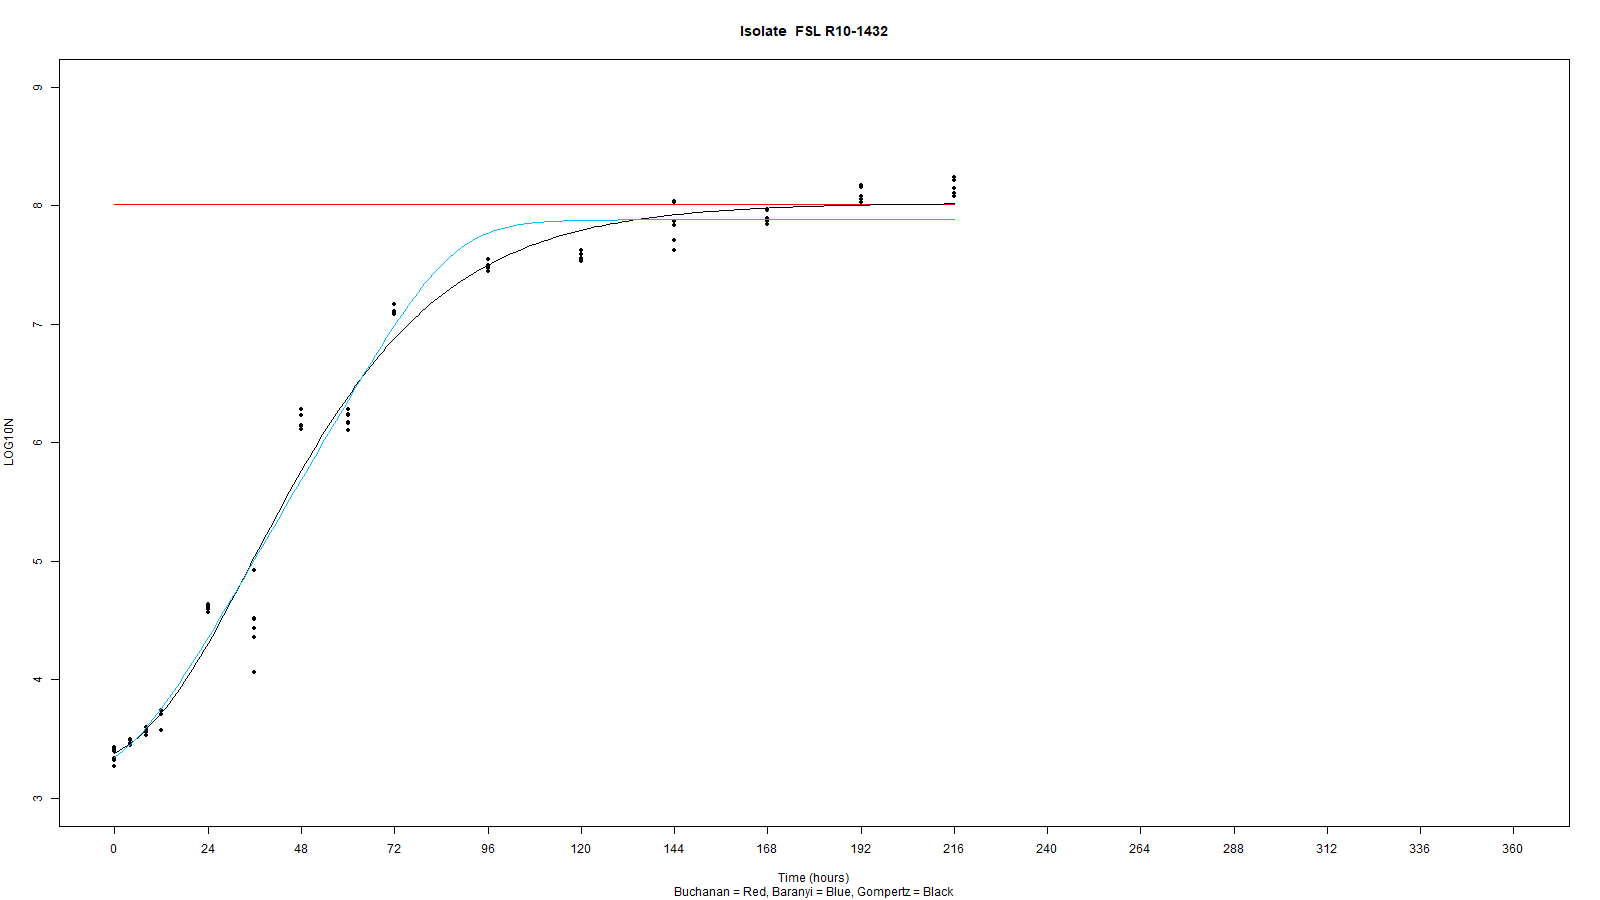 Isolate  FSL R10-1432
9
8
7
6
5
4
3
LOG10N
0 24 48 72 96 120 144 168 192 216 240 264 288 312 336 360
Time (hours)
Buchanan = Red, Baranyi = Blue, Gompertz = Black